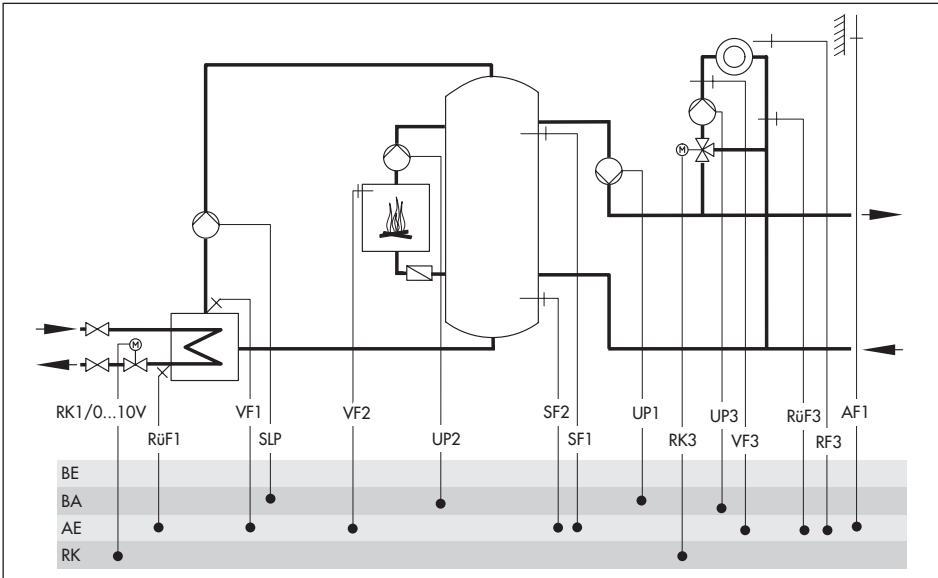 M
M
RK1/0...10V
VF1
VF2
SF2
UP1
UP3
RüF3
AF1
RüF1
SLP
UP2
SF1
RK3
VF3
RF3
BE
BA
AE
RK